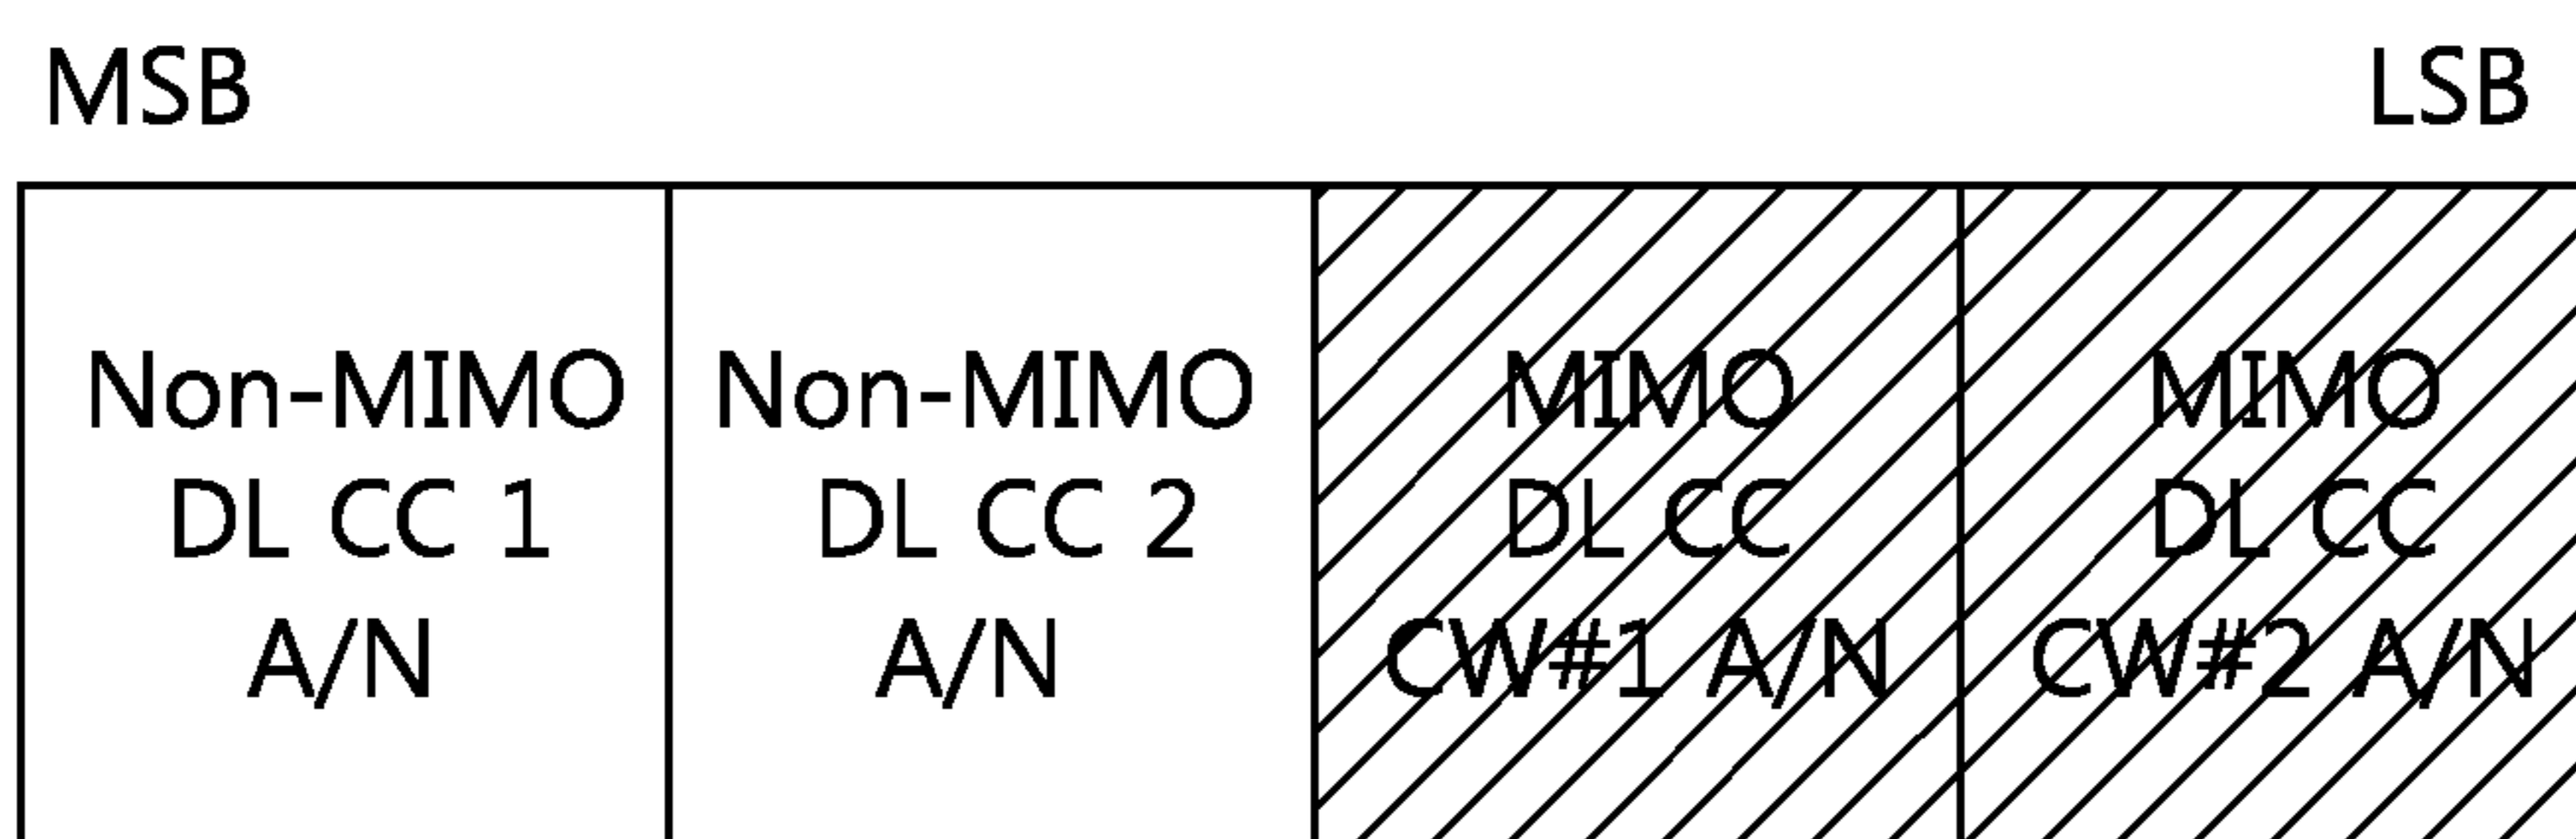 MSB LSB
Non-MIMO
DL CC 1
A/N
Non-MIMO
DL CC 2
A/N
MIMO
DL CC
CW#1 A/N
MIMO
DL CC
CW#2 A/N